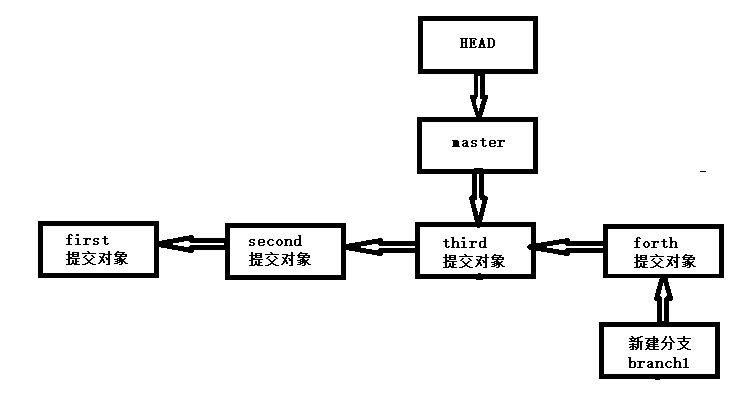 HEAD
master
first
提交对象
second
提交对象
third
提交对象
forth
提交对象
新建分支
branch1